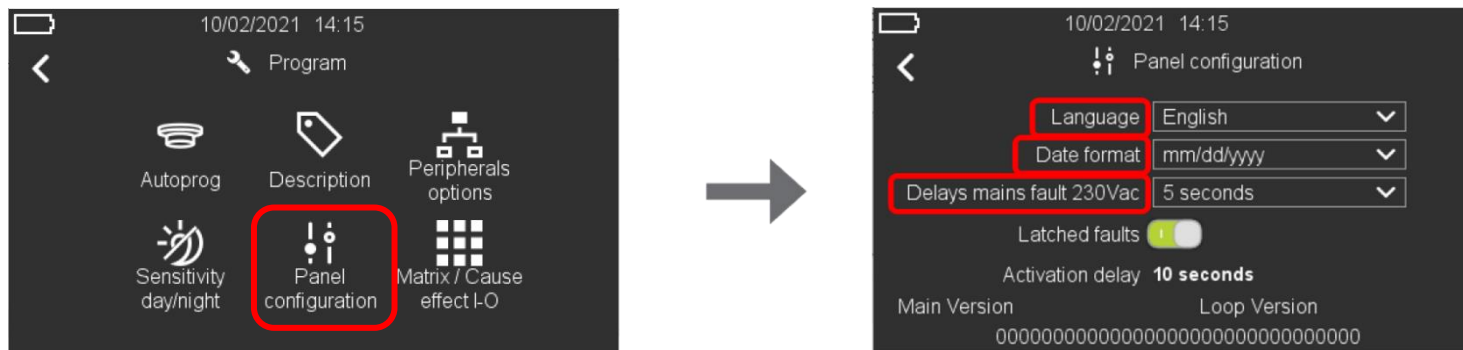 10/02/2021 14:15
Program
Autoprog
Description
Peripherals
options
Sensitivity
day/night
Panel
configuration
Matrix / Cause
effect I-O
10/02/2021 14:15
Panel configuration
Language English
Date format mm/dd/yyyy
Delays mains fault 230Vac 5 seconds
Latched faults
Activation delay 10 seconds
Main Version Loop Version
00000000000000000000000000000000